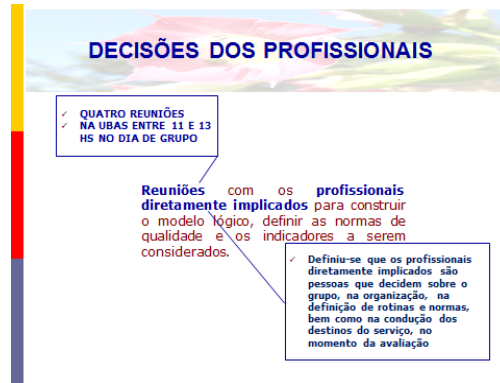 DECISÕES DOS PROFISSIONAIS
✓ QUATRO REUNIÕES
✓ NA UBAS ENTRE 11 E 13
HS NO DIA DE GRUPO
Reuniões com os profissionais
diretamente implicados para construir
o modelo lógico, definir as normas de
qualidade e os indicadores a serem
considerados.
✓ Definiu-se que os profissionais
diretamente implicados são
pessoas que decidem sobre o
grupo, na organização, na
definição de rotinas e normas,
bem como na condução dos
destinos do serviço, no
momento da avaliação